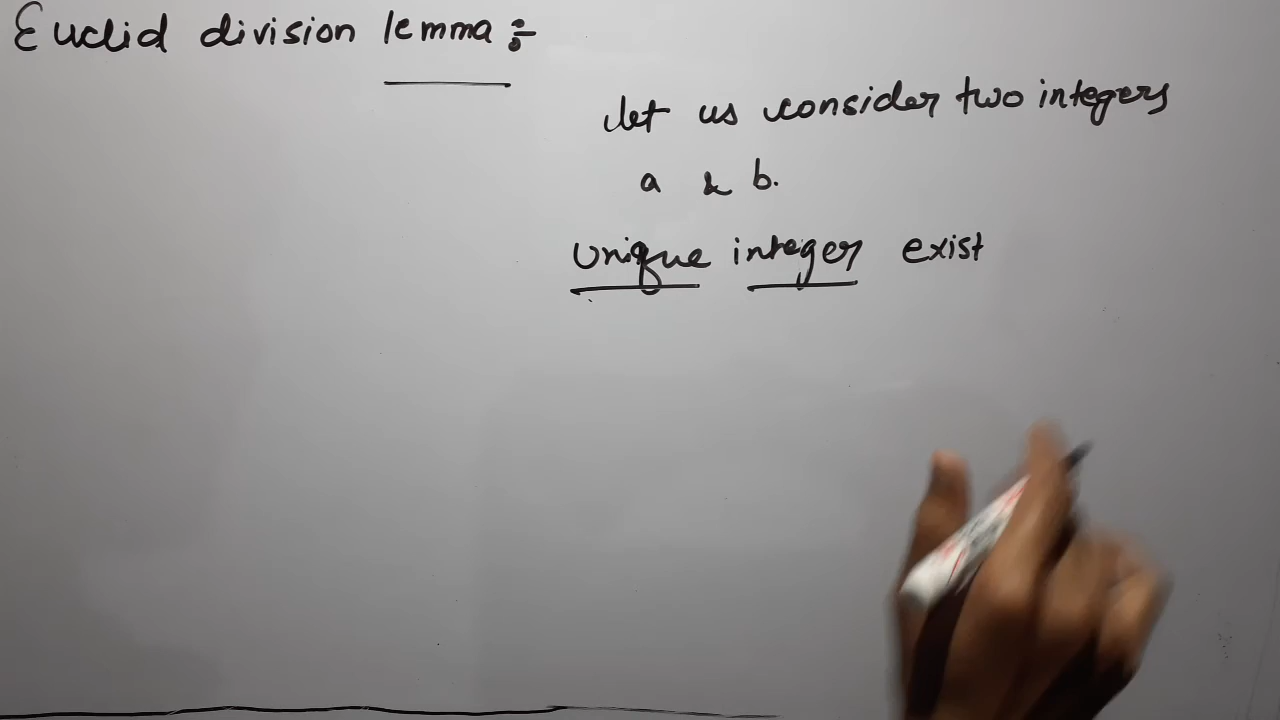 Euclid division lemma :-
let us consider two integers
a & b.
unique integer exist